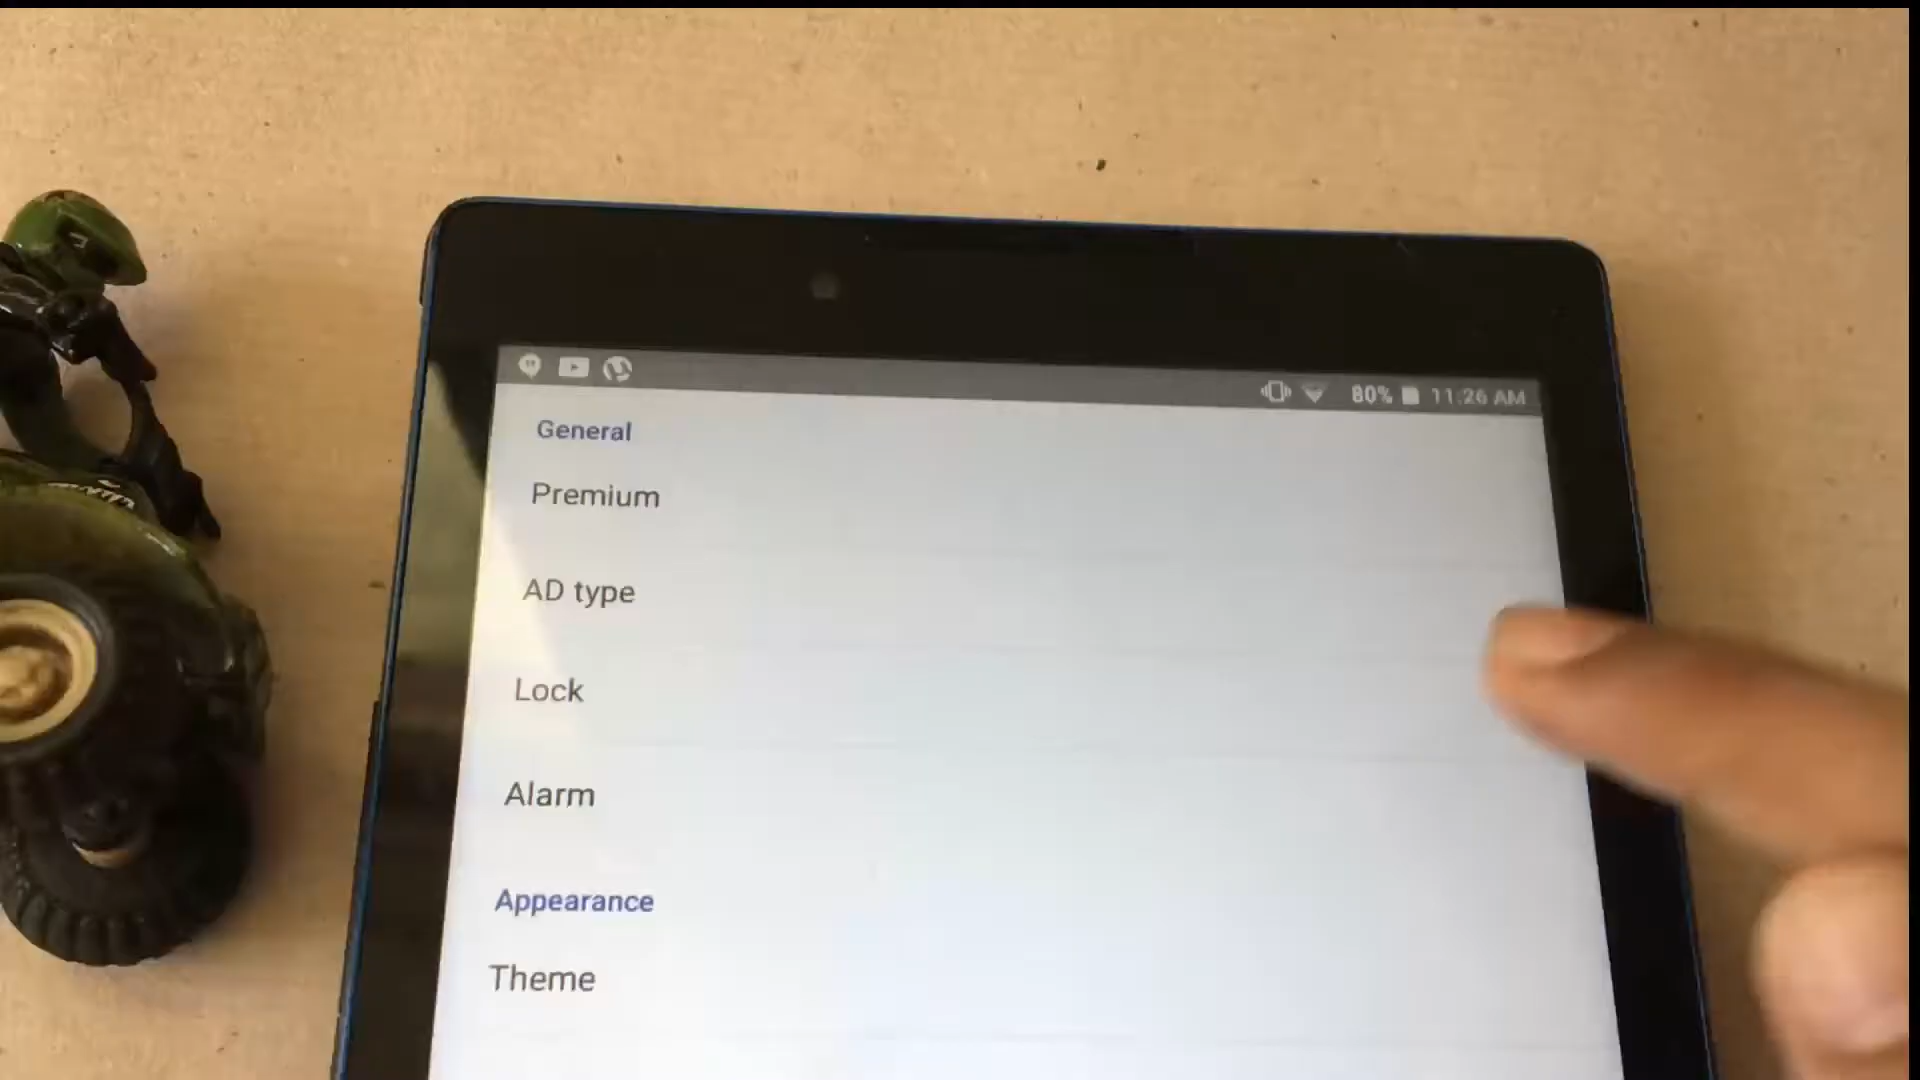 80% 11:26 AM
General
Premium
AD type
Lock
Alarm
Appearance
Theme